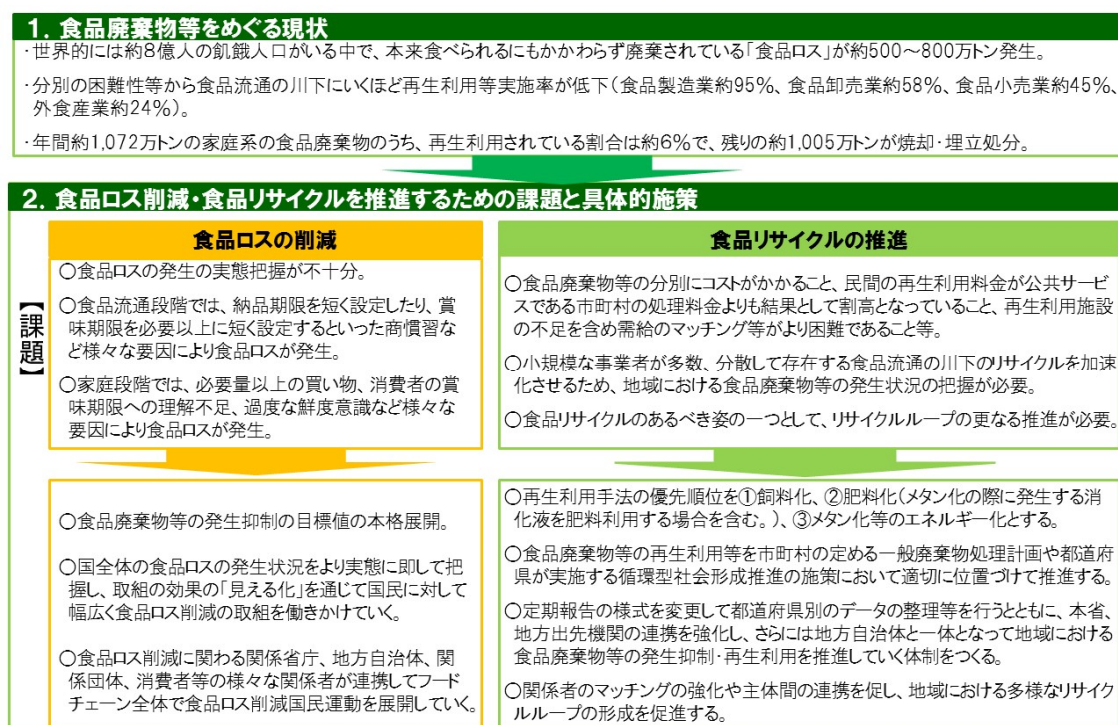 1．食品廃棄物等をめぐる現状
・世界的には約8億人の飢餓人口がいる中で、本来食べられるにもかかわらず廃棄されている「食品ロス」が約500～800万トン発生。
・分別の困難性等から食品流通の川下にいくほど再生利用等実施率が低下（食品製造業約95%、食品卸売業約58%、食品小売業約45%、
外食産業約24%）。
・年間約1,072万トンの家庭系の食品廃棄物のうち、再生利用されている割合は約6%で、残りの約1,005万トンが焼却・埋立処分。
2．食品ロス削減・食品リサイクルを推進するための課題と具体的施策
【課題】
食品ロスの削減
○食品ロスの発生の実態把握が不十分。
○食品流通段階では、納品期限を短く設定したり、賞
味期限を必要以上に短く設定するといった商慣習な
ど様々な要因により食品ロスが発生。
○家庭段階では、必要量以上の買い物、消費者の賞
味期限への理解不足、過度な鮮度意識など様々な
要因により食品ロスが発生。
食品リサイクルの推進
○食品廃棄物等の分別にコストがかかること、民間の再生利用料金が公共サービ
スである市町村の処理料金よりも結果として割高となっていること、再生利用施設
の不足を含め需給のマッチング等がより困難であること等。
○小規模な事業者が多数、分散して存在する食品流通の川下のリサイクルを加速
化させるため、地域における食品廃棄物等の発生状況の把握が必要。
○食品リサイクルのあるべき姿の一つとして、リサイクルループの更なる推進が必要。
○食品廃棄物等の発生抑制の目標値の本格展開。
○国全体の食品ロスの発生状況をより実態に即して把
握し、取組の効果の「見える化」を通じて国民に対して
幅広く食品ロス削減の取組を働きかけていく。
○食品ロス削減に関わる関係省庁、地方自治体、関
係団体、消費者等の様々な関係者が連携してフード
チェーン全体で食品ロス削減国民運動を展開していく。
○再生利用手法の優先順位を①飼料化、②肥料化（メタン化の際に発生する消
化液を肥料利用する場合を含む。）、③メタン化等のエネルギー化とする。
○食品廃棄物等の再生利用等を市町村の定める一般廃棄物処理計画や都道府
県が実施する循環型社会形成推進の施策において適切に位置づけて推進する。
○定期報告の様式を変更して都道府県別のデータの整理等を行うとともに、本省、
地方出先機関の連携を強化し、さらには地方自治体と一体となって地域における
食品廃棄物等の発生抑制・再生利用を推進していく体制をつくる。
○関係者のマッチングの強化や主体間の連携を促し、地域における多様なリサイク
ルループの形成を促進する。